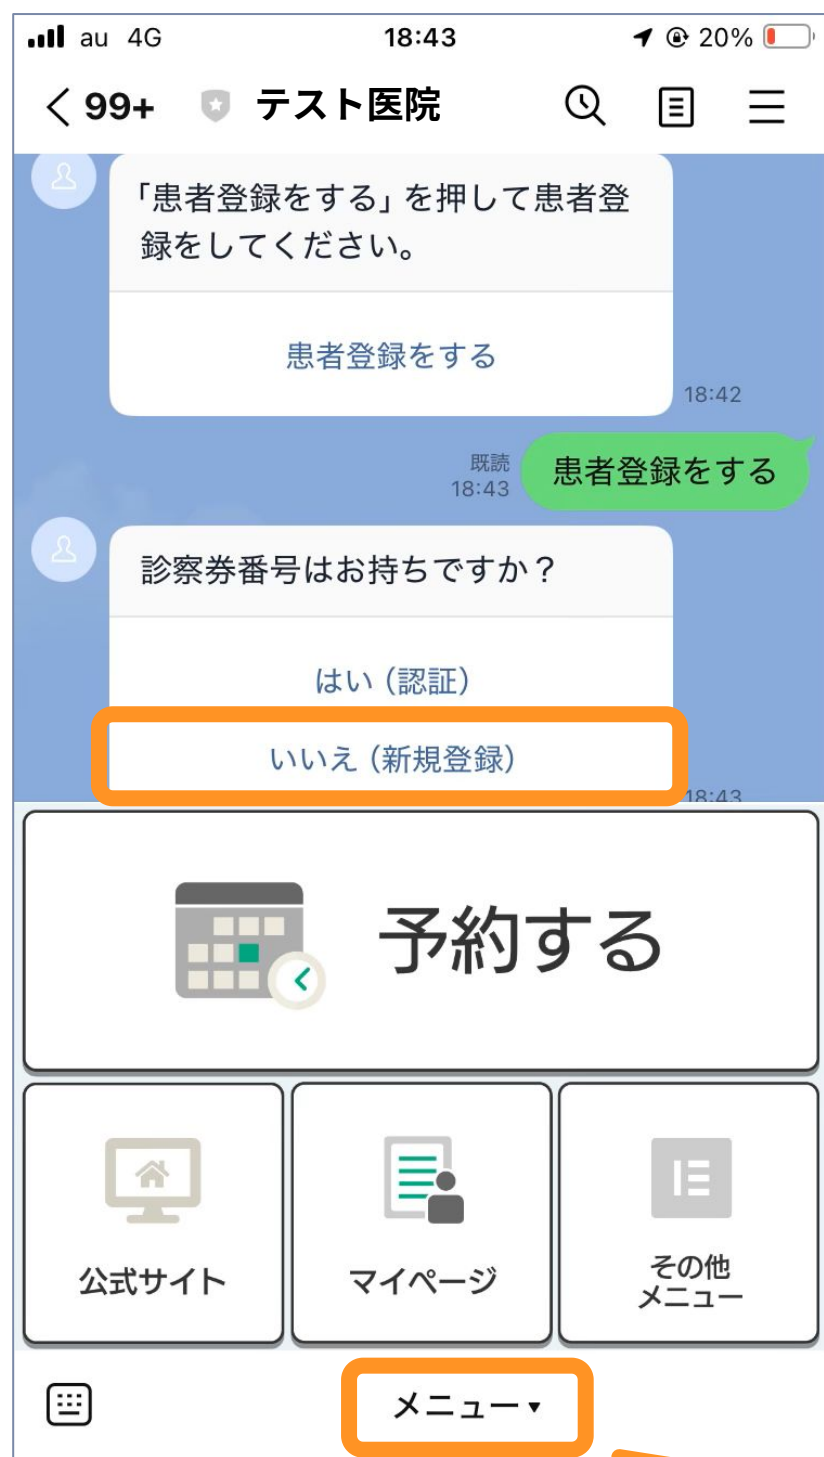 au 4G 18:43 20%
99+ テスト医院
「患者登録をする」を押して患者登
録をしてください。
患者登録をする
18:42
既読
18:43
患者登録をする
診察券番号はお持ちですか？
はい（認証）
いいえ（新規登録）
18:43
予約する
公式サイト
マイページ
その他
メニュー
メニュー▼